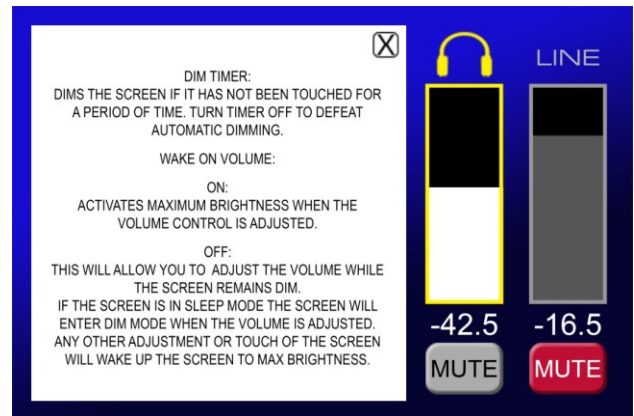 X
DIM TIMER:
DIMS THE SCREEN IF IT HAS NOT BEEN TOUCHED FOR
A PERIOD OF TIME. TURN TIMER OFF TO DEFEAT
AUTOMATIC DIMMING.
WAKE ON VOLUME:
ON:
ACTIVATES MAXIMUM BRIGHTNESS WHEN THE
VOLUME CONTROL IS ADJUSTED.
OFF:
THIS WILL ALLOW YOU TO ADJUST THE VOLUME WHILE
THE SCREEN REMAINS DIM.
IF THE SCREEN IS IN SLEEP MODE THE SCREEN WILL
ENTER DIM MODE WHEN THE VOLUME IS ADJUSTED.
ANY OTHER ADJUSTMENT OR TOUCH OF THE SCREEN
WILL WAKE UP THE SCREEN TO MAX BRIGHTNESS.
LINE
-42.5 -16.5
MUTE MUTE